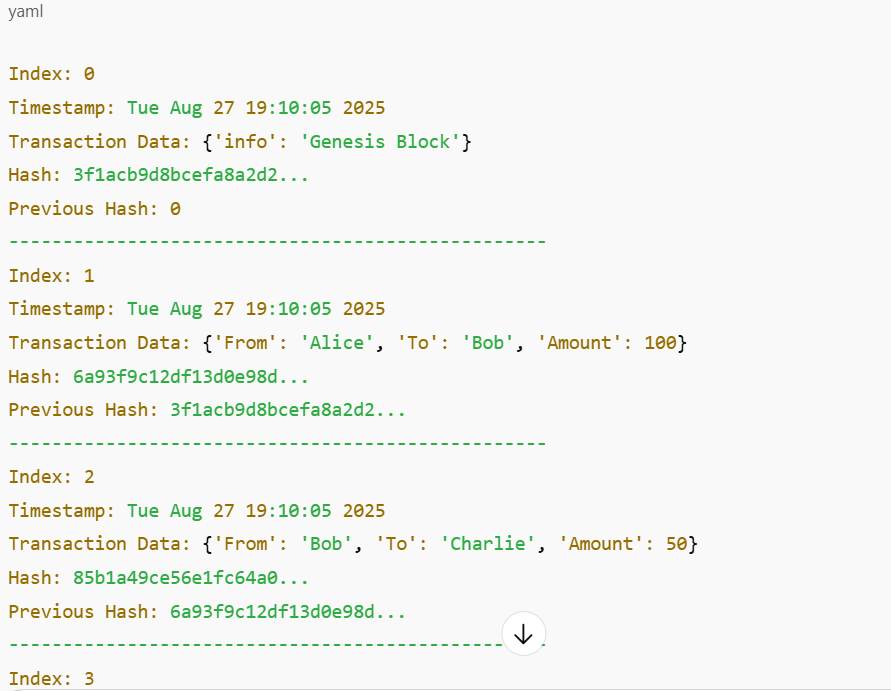 yaml
Index: 0
Timestamp: Tue Aug 27 19:10:05 2025
Transaction Data: {'info': 'Genesis Block'}
Hash: 3f1acb9d8bcefa8a2d2...
Previous Hash: 0
--------------------------------------------------
Index: 1
Timestamp: Tue Aug 27 19:10:05 2025
Transaction Data: {'From': 'Alice', 'To': 'Bob', 'Amount': 100}
Hash: 6a93f9c12df13d0e98d...
Previous Hash: 3f1acb9d8bcefa8a2d2...
--------------------------------------------------
Index: 2
Timestamp: Tue Aug 27 19:10:05 2025
Transaction Data: {'From': 'Bob', 'To': 'Charlie', 'Amount': 50}
Hash: 85b1a49ce56e1fc64a0...
Previous Hash: 6a93f9c12df13d0e98d...
--------------------------------------------------
Index: 3